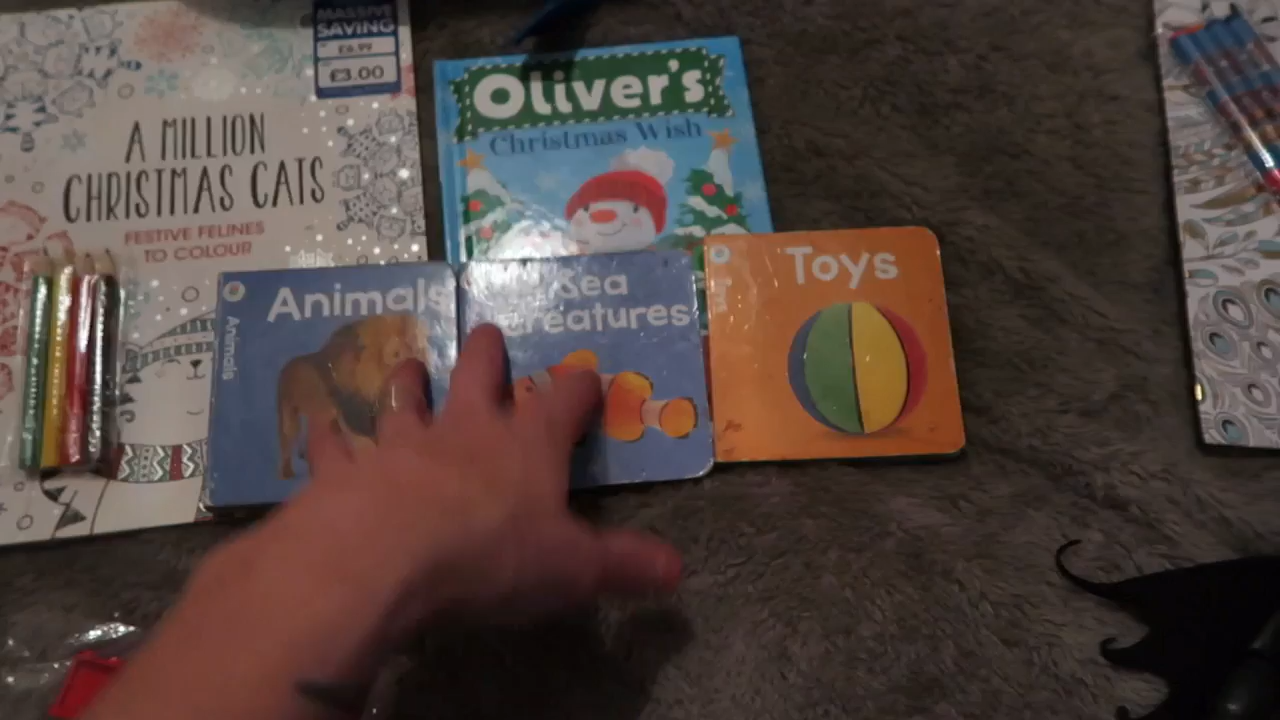 MASSIVE
SAVING
£6.99
£3.00
A MILLION
CHRISTMAS CATS
FESTIVE FELINES
TO COLOUR
Oliver's
Christmas Wish
Animals
Animals
Sea
Creatures
Toys